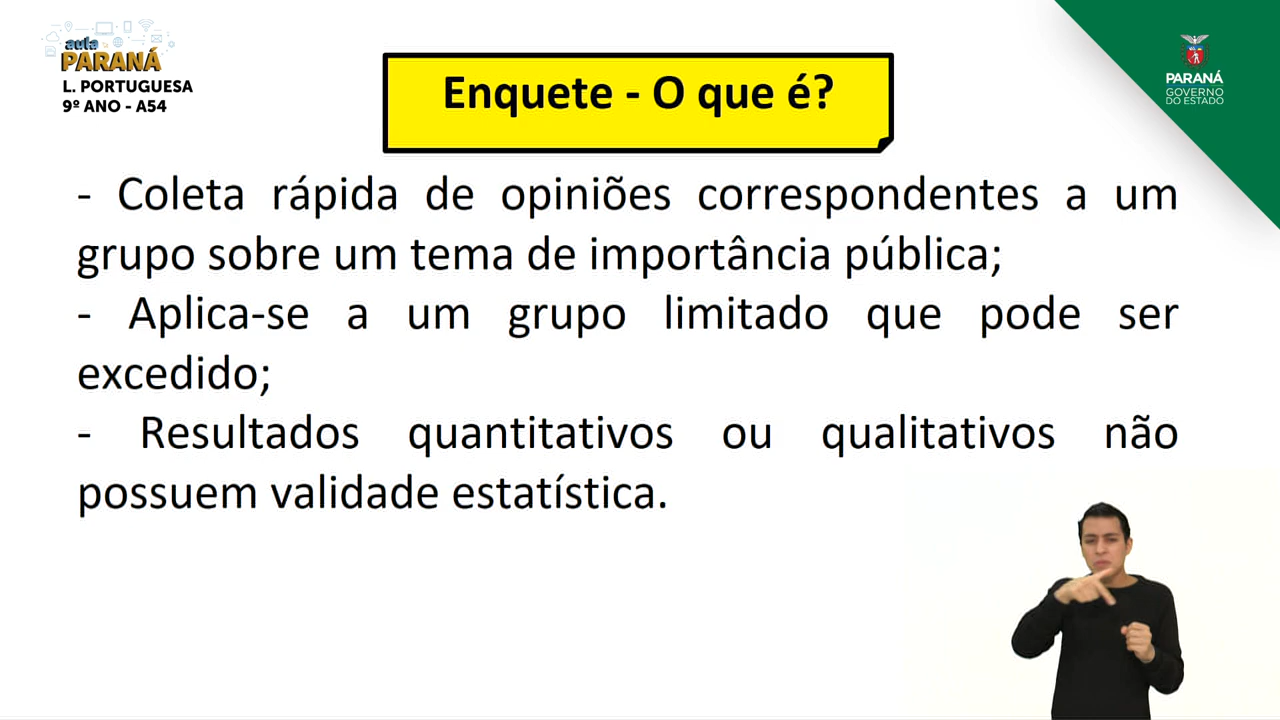 aula
PARANÁ
L. PORTUGUESA
9º ANO - A54
Enquete - O que é?
PARANÁ
GOVERNO
DO ESTADO
- Coleta rápida de opiniões correspondentes a um
grupo sobre um tema de importância pública;
- Aplica-se a um grupo limitado que pode ser
excedido;
- Resultados quantitativos ou qualitativos não
possuem validade estatística.